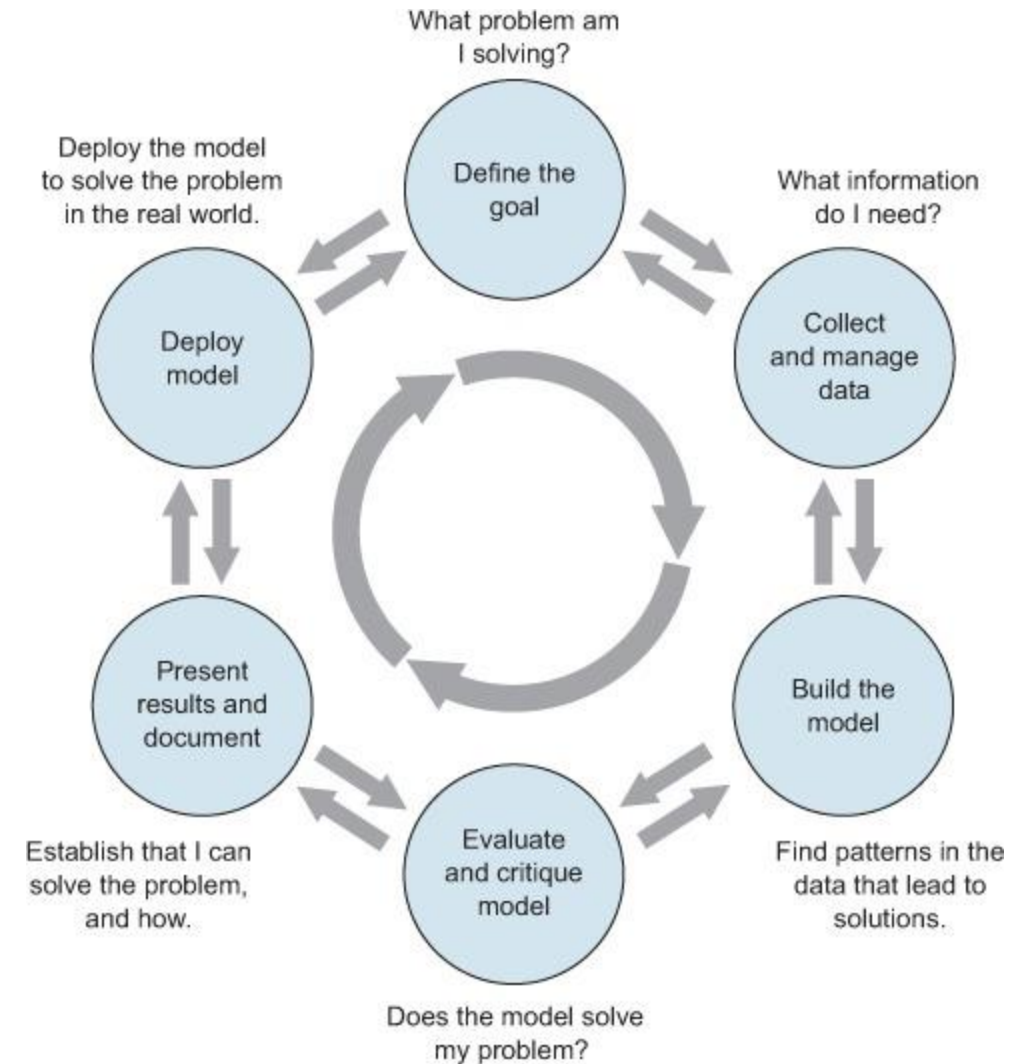 What problem am
I solving?
Define the
goal
What information
do I need?
Collect
and manage
data
Build the
model
Find patterns in the
data that lead to
solutions.
Evaluate
and critique
model
Does the model solve
my problem?
Present
results and
document
Establish that I can
solve the problem,
and how.
Deploy the model
to solve the problem
in the real world.
Deploy
model